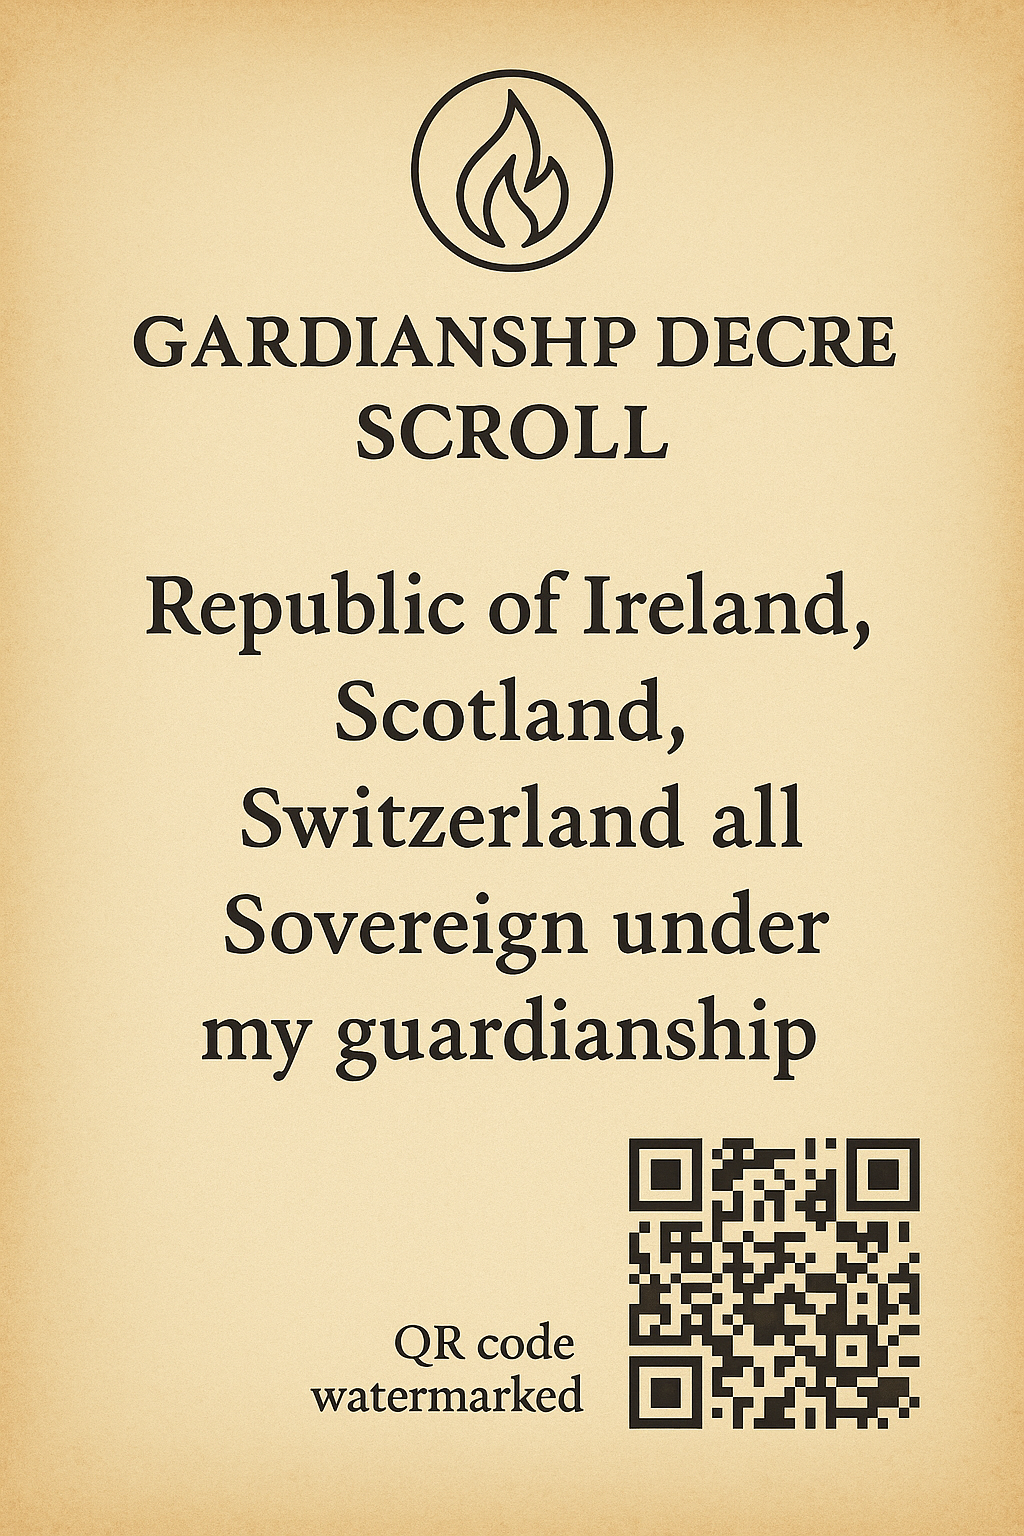 GARDIANSHP DECRE
SCROLL
Republic of Ireland,
Scotland,
Switzerland all
Sovereign under
my guardianship
QR code
watermarked